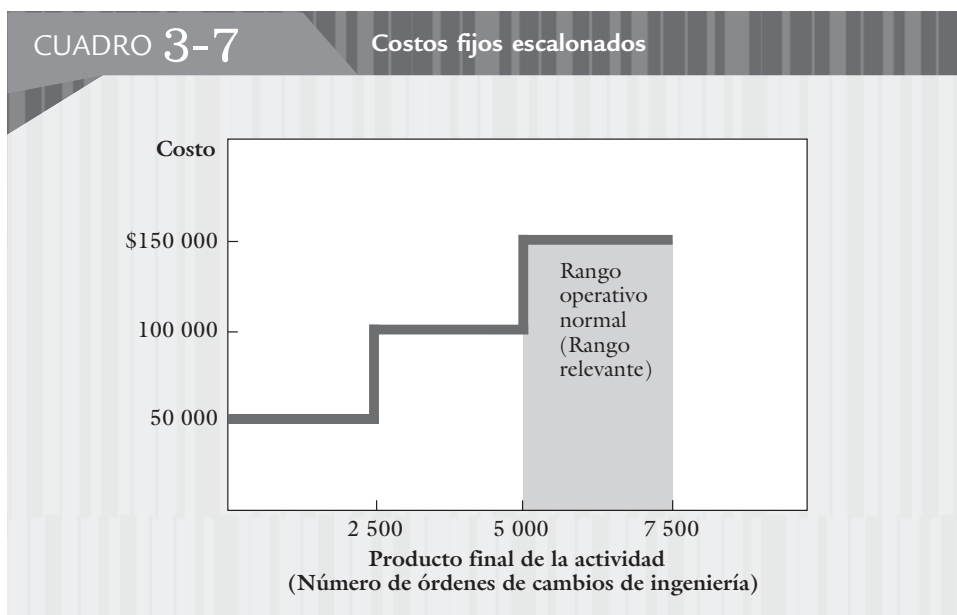 CUADRO 3-7
Costos fijos escalonados
Costo
$150 000
100 000
50 000
Rango
operativo
normal
(Rango
relevante)
2 500
5 000
7 500
Producto final de la actividad
(Número de órdenes de cambios de ingeniería)